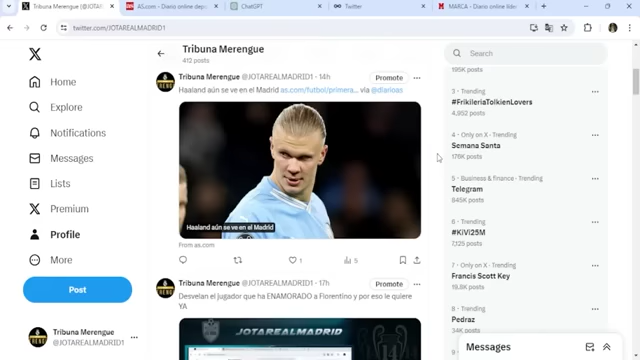 Twitter. Pestaña (@JOTAREAL
AS.com - Diario online dep
ChatGPT
Twitter
MARCA - Diario online líder
twitter.com/JOTAREALMADRID1
Home
Explore
Notifications
Messages
Lists
Premium
Profile
More
Post
Tribuna Merengue
@JOTAREALMADRID1
Tribuna Merengue
412 posts
Tribuna Merengue @JOTAREALMADRID1 · 14h
Promote
Haaland aún se ve en el Madrid as.com/futbol/primera... vía @diarioas
Haaland aún se ve en el Madrid
From as.com
1
5
Tribuna Merengue @JOTAREALMADRID1 · 17h
Promote
Desvelan el jugador que ha ENAMORADO a Florentino y por eso le quiere
YA
JOTAREALMADRID
Search
195K posts
3 · Trending
#FrikileriaTolkienLovers
4,952 posts
4 · Only on X · Trending
Semana Santa
176K posts
5 · Business & finance · Trending
Telegram
845K posts
6 · Trending
#KiVi25M
7,125 posts
7 · Only on X · Trending
Francis Scott Key
19.8K posts
8 · Trending
Pedraz
34K posts
9
Messages